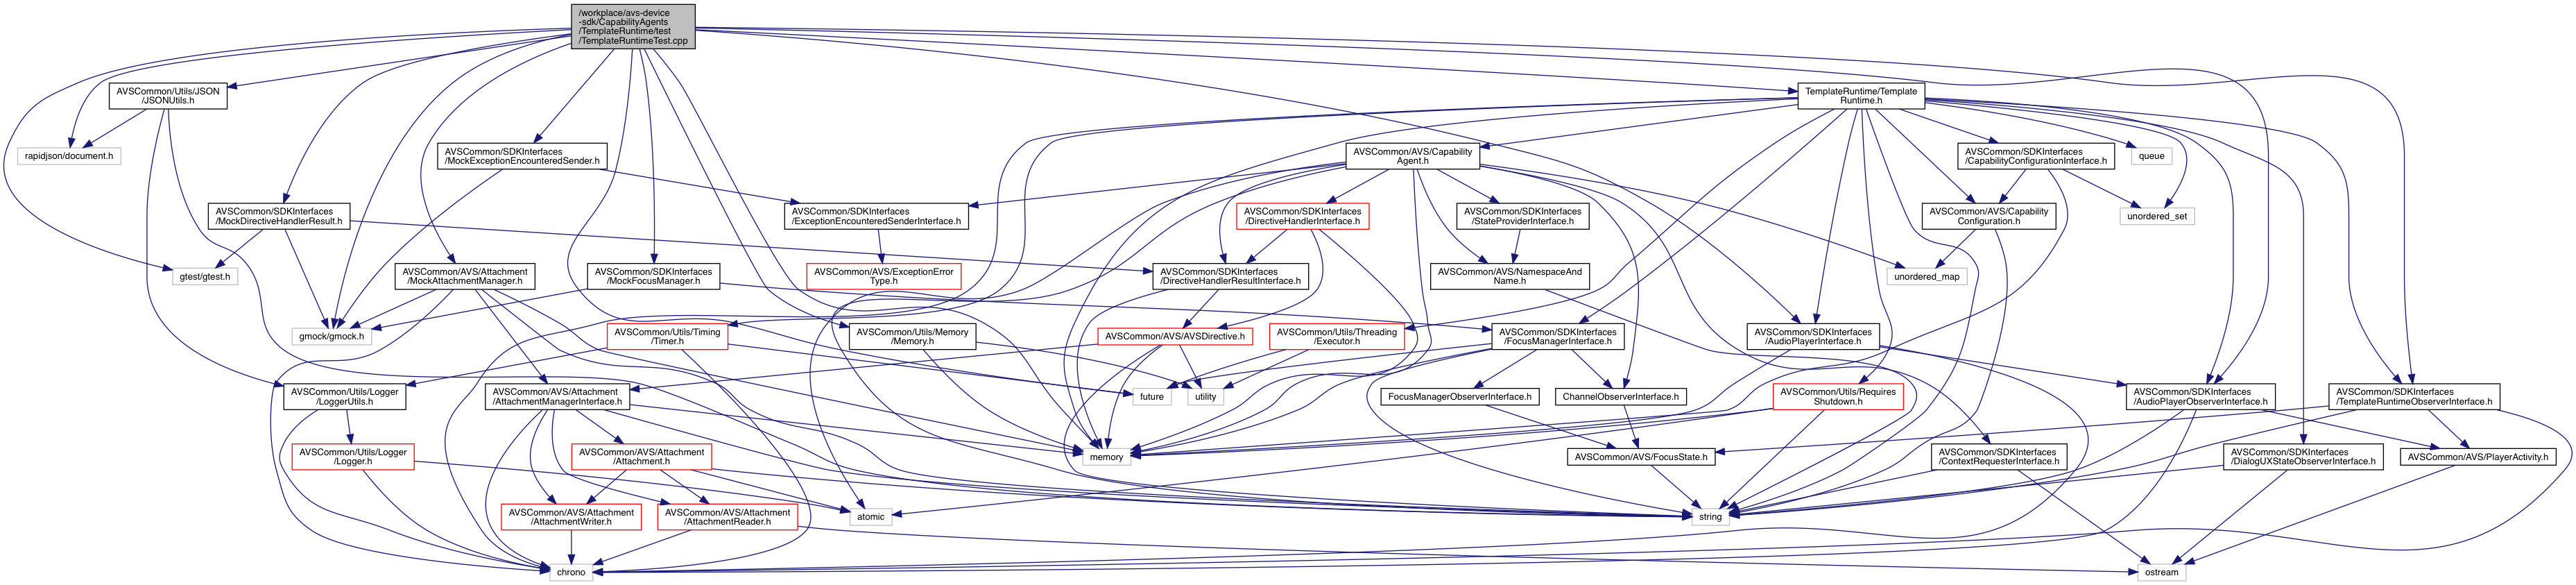 /workplace/avs-device
-sdk/CapabilityAgents
/TemplateRuntime/test
/TemplateRuntimeTest.cpp
AVSCommon/Utils/JSON
/JSONUtils.h
TemplateRuntime/Template
Runtime.h
rapidjson/document.h
AVSCommon/SDKInterfaces
/MockExceptionEncounteredSender.h
AVSCommon/AVS/Capability
Agent.h
AVSCommon/SDKInterfaces
/CapabilityConfigurationInterface.h
queue
AVSCommon/SDKInterfaces
/MockDirectiveHandlerResult.h
AVSCommon/SDKInterfaces
/ExceptionEncounteredSenderInterface.h
AVSCommon/SDKInterfaces
/DirectiveHandlerInterface.h
AVSCommon/SDKInterfaces
/StateProviderInterface.h
AVSCommon/AVS/Capability
Configuration.h
unordered_set
gtest/gtest.h
AVSCommon/AVS/Attachment
/MockAttachmentManager.h
AVSCommon/SDKInterfaces
/MockFocusManager.h
AVSCommon/AVS/ExceptionError
Type.h
AVSCommon/SDKInterfaces
/DirectiveHandlerResultInterface.h
AVSCommon/AVS/NamespaceAnd
Name.h
unordered_map
gmock/gmock.h
AVSCommon/Utils/Timing
/Timer.h
AVSCommon/Utils/Memory
/Memory.h
AVSCommon/AVS/AVSDirective.h
AVSCommon/Utils/Threading
/Executor.h
AVSCommon/SDKInterfaces
/FocusManagerInterface.h
AVSCommon/SDKInterfaces
/AudioPlayerInterface.h
AVSCommon/Utils/Logger
/LoggerUtils.h
AVSCommon/AVS/Attachment
/AttachmentManagerInterface.h
future
utility
FocusManagerObserverInterface.h
ChannelObserverInterface.h
AVSCommon/Utils/Requires
Shutdown.h
AVSCommon/SDKInterfaces
/AudioPlayerObserverInterface.h
AVSCommon/SDKInterfaces
/TemplateRuntimeObserverInterface.h
AVSCommon/Utils/Logger
/Logger.h
AVSCommon/AVS/Attachment
/Attachment.h
memory
AVSCommon/AVS/FocusState.h
AVSCommon/SDKInterfaces
/ContextRequesterInterface.h
AVSCommon/SDKInterfaces
/DialogUXStateObserverInterface.h
AVSCommon/AVS/PlayerActivity.h
AVSCommon/AVS/Attachment
/AttachmentWriter.h
AVSCommon/AVS/Attachment
/AttachmentReader.h
atomic
string
chrono
ostream